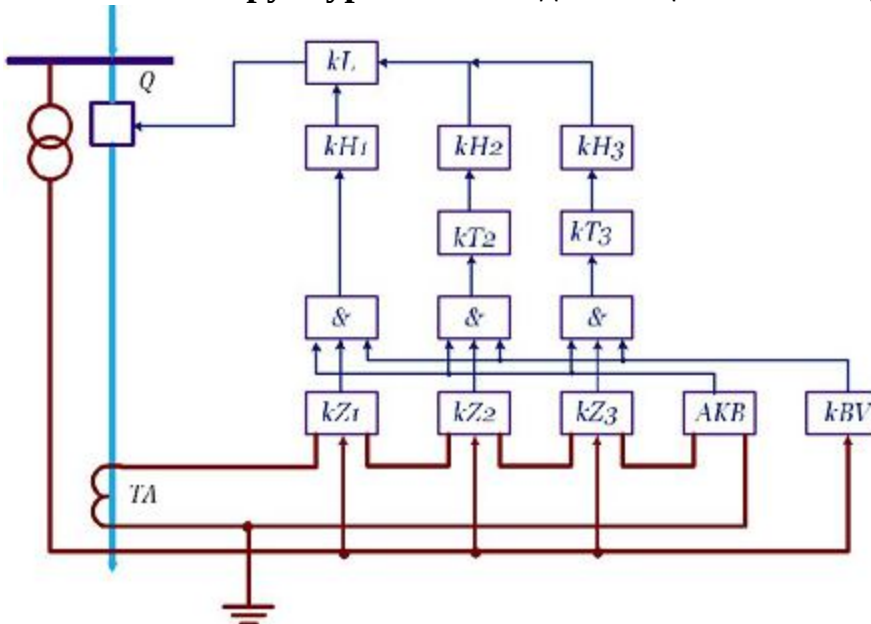 Q
kL
kH1 kH2 kH3
kT2 kT3
& & &
kZ1 kZ2 kZ3 AKB kBV
TA